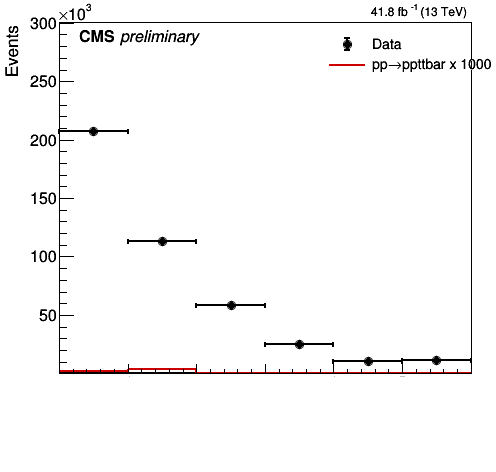 ×10³
41.8 fb⁻¹ (13 TeV)
CMS preliminary
Events
Data
pp→ppttbar x 1000
300
250
200
150
100
50